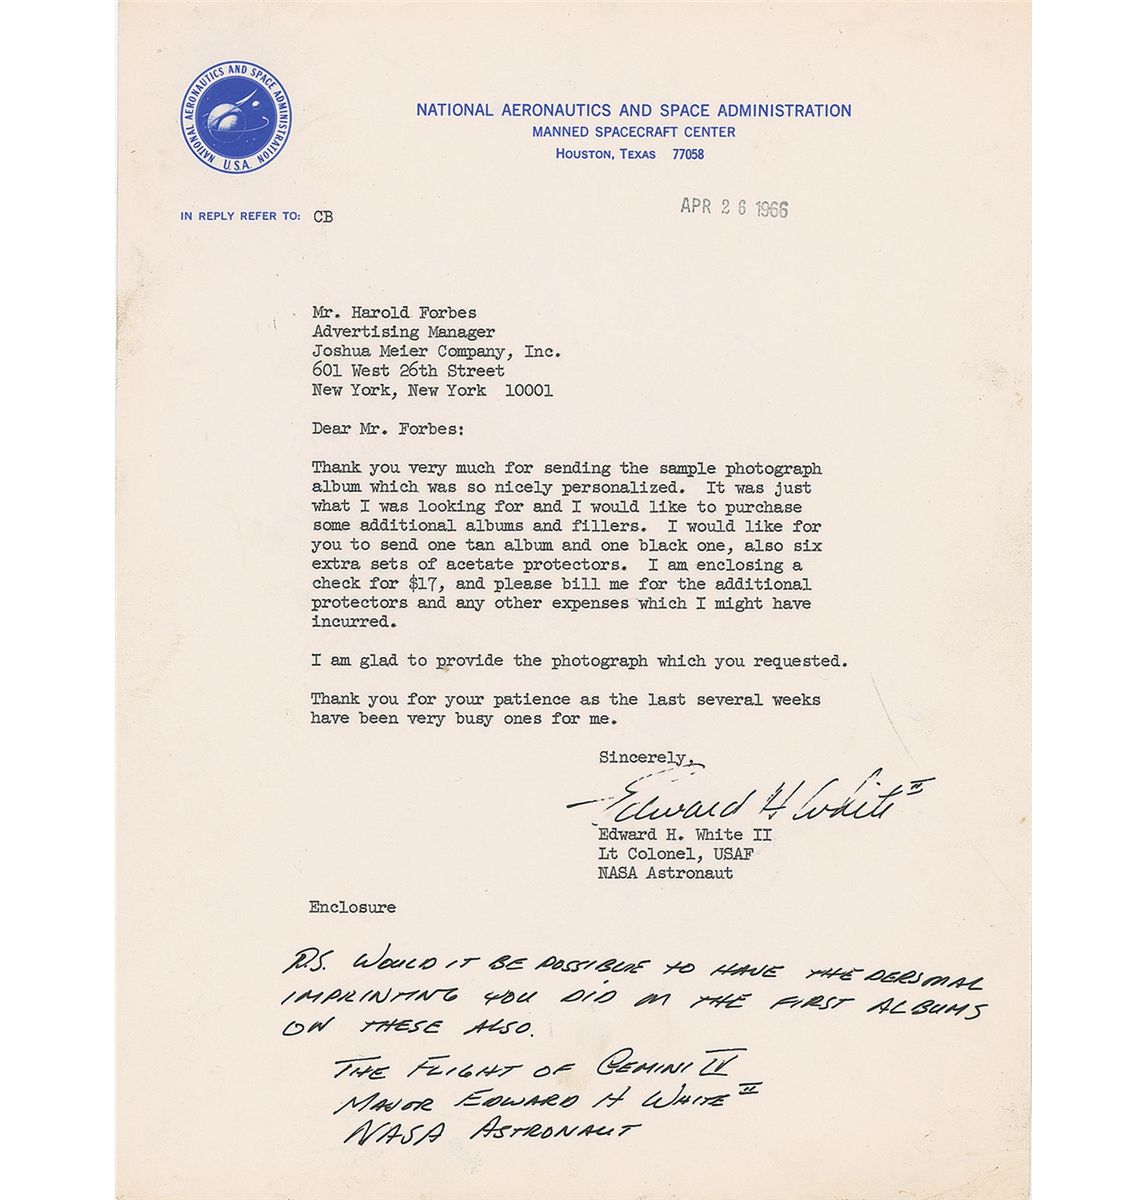 NATIONAL AERONAUTICS AND SPACE ADMINISTRATION
U.S.A.
NATIONAL AERONAUTICS AND SPACE ADMINISTRATION
MANNED SPACECRAFT CENTER
HOUSTON, TEXAS 77058
APR 26 1966
IN REPLY REFER TO: CB
Mr. Harold Forbes
Advertising Manager
Joshua Meier Company, Inc.
601 West 26th Street
New York, New York 10001
Dear Mr. Forbes:
Thank you very much for sending the sample photograph
album which was so nicely personalized. It was just
what I was looking for and I would like to purchase
some additional albums and fillers. I would like for
you to send one tan album and one black one, also six
extra sets of acetate protectors. I am enclosing a
check for $17, and please bill me for the additional
protectors and any other expenses which I might have
incurred.
I am glad to provide the photograph which you requested.
Thank you for your patience as the last several weeks
have been very busy ones for me.
Sincerely,
Edward H White II
Edward H. White II
Lt Colonel, USAF
NASA Astronaut
Enclosure
P.S. WOULD IT BE POSSIBLE TO HAVE THE PERSONAL
IMPRINTING YOU DID ON THE FIRST ALBUMS
ON THESE ALSO.
THE FLIGHT OF GEMINI IV
MAJOR EDWARD H WHITE II
NASA ASTRONAUT